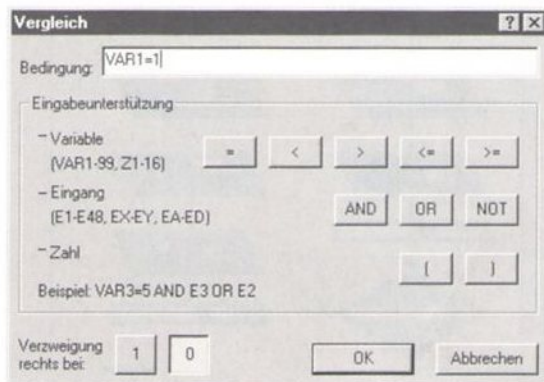 Vergleich
Bedingung: VAR1=1
Eingabeunterstützung
– Variable
(VAR1-99, Z1-16)
= < > <= >=
– Eingang
(E1-E48, EX-EY, EA-ED)
AND OR NOT
– Zahl
( )
Beispiel: VAR3=5 AND E3 OR E2
Verzweigung
rechts bei: 1 0
OK Abbrechen